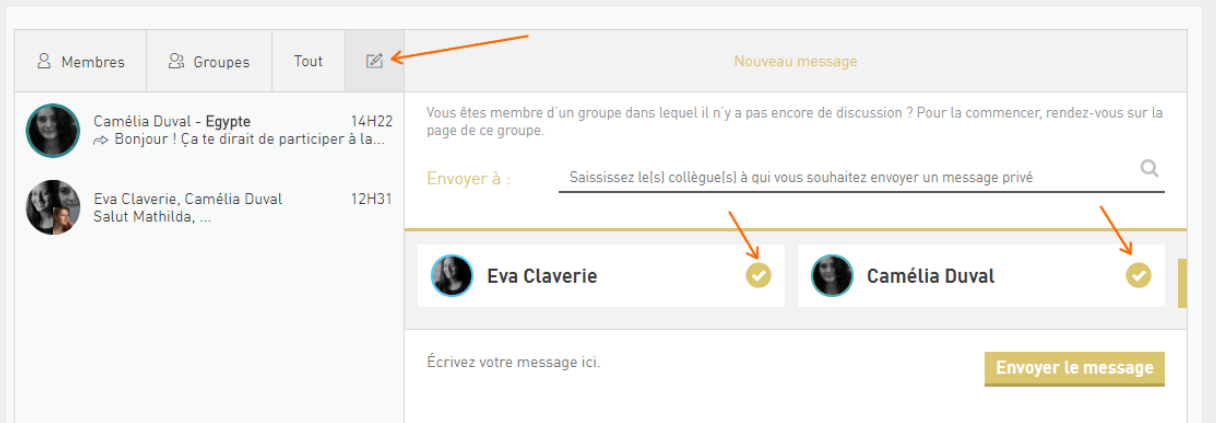 Membres
Groupes
Tout
Nouveau message
Camélia Duval - Egypte 14H22
Bonjour ! Ça te dirait de participer à la...
Eva Claverie, Camélia Duval 12H31
Salut Mathilda, ...
Vous êtes membre d'un groupe dans lequel il n'y a pas encore de discussion ? Pour la commencer, rendez-vous sur la
page de ce groupe.
Envoyer à :
Saississez le(s) collègue(s) à qui vous souhaitez envoyer un message privé
Eva Claverie
Camélia Duval
Écrivez votre message ici.
Envoyer le message